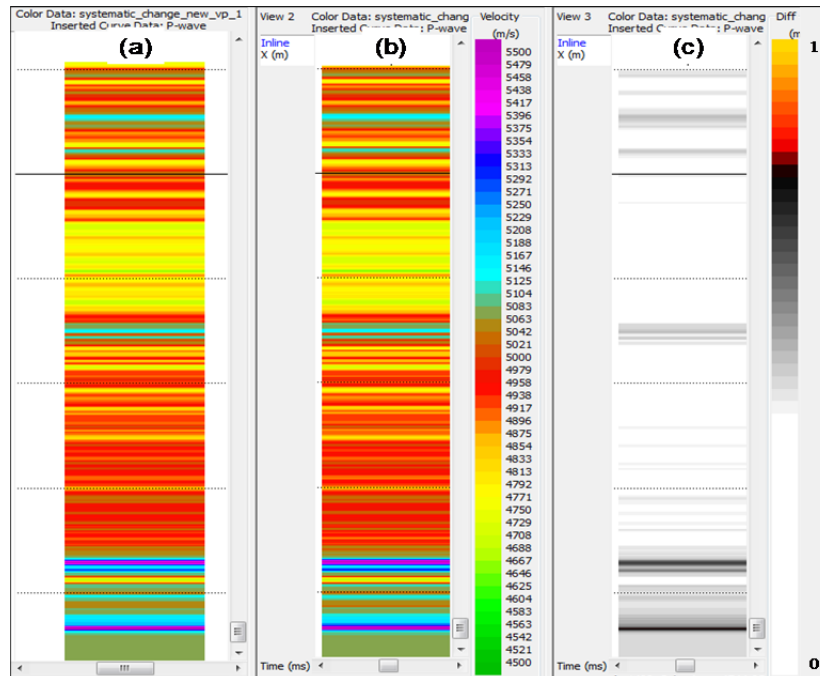 Color Data: systematic_change_new_vp_1
Inserted Curve Data: P-wave
(a)
View 2
Color Data: systematic_chang
Inserted Curve Data: P-wave
Inline
X (m)
(b)
Time (ms)
Velocity
(m/s)
5500
5479
5458
5438
5417
5396
5375
5354
5333
5313
5292
5271
5250
5229
5208
5188
5167
5146
5125
5104
5083
5063
5042
5021
5000
4979
4958
4938
4917
4896
4875
4854
4833
4813
4792
4771
4750
4729
4708
4688
4667
4646
4625
4604
4583
4563
4542
4521
4500
View 3
Color Data: systematic_chang
Inserted Curve Data: P-wave
Inline
X (m)
(c)
Time (ms)
Diff
1
0